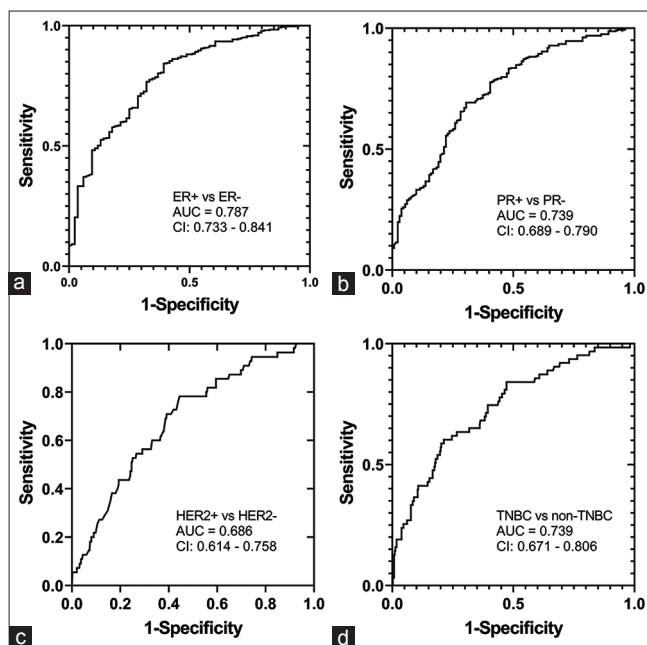 1.0
0.5
0.0
Sensitivity
ER+ vs ER-
AUC = 0.787
CI: 0.733 - 0.841
0.0 0.5 1.0
1-Specificity
a
1.0
0.5
0.0
Sensitivity
PR+ vs PR-
AUC = 0.739
CI: 0.689 - 0.790
0.0 0.5 1.0
1-Specificity
b
1.0
0.8
0.6
0.4
0.2
0.0
Sensitivity
HER2+ vs HER2-
AUC = 0.686
CI: 0.614 - 0.758
0.0 0.2 0.4 0.6 0.8 1.0
1-Specificity
c
1.0
0.5
0.0
Sensitivity
TNBC vs non-TNBC
AUC = 0.739
CI: 0.671 - 0.806
0.0 0.5 1.0
1-Specificity
d